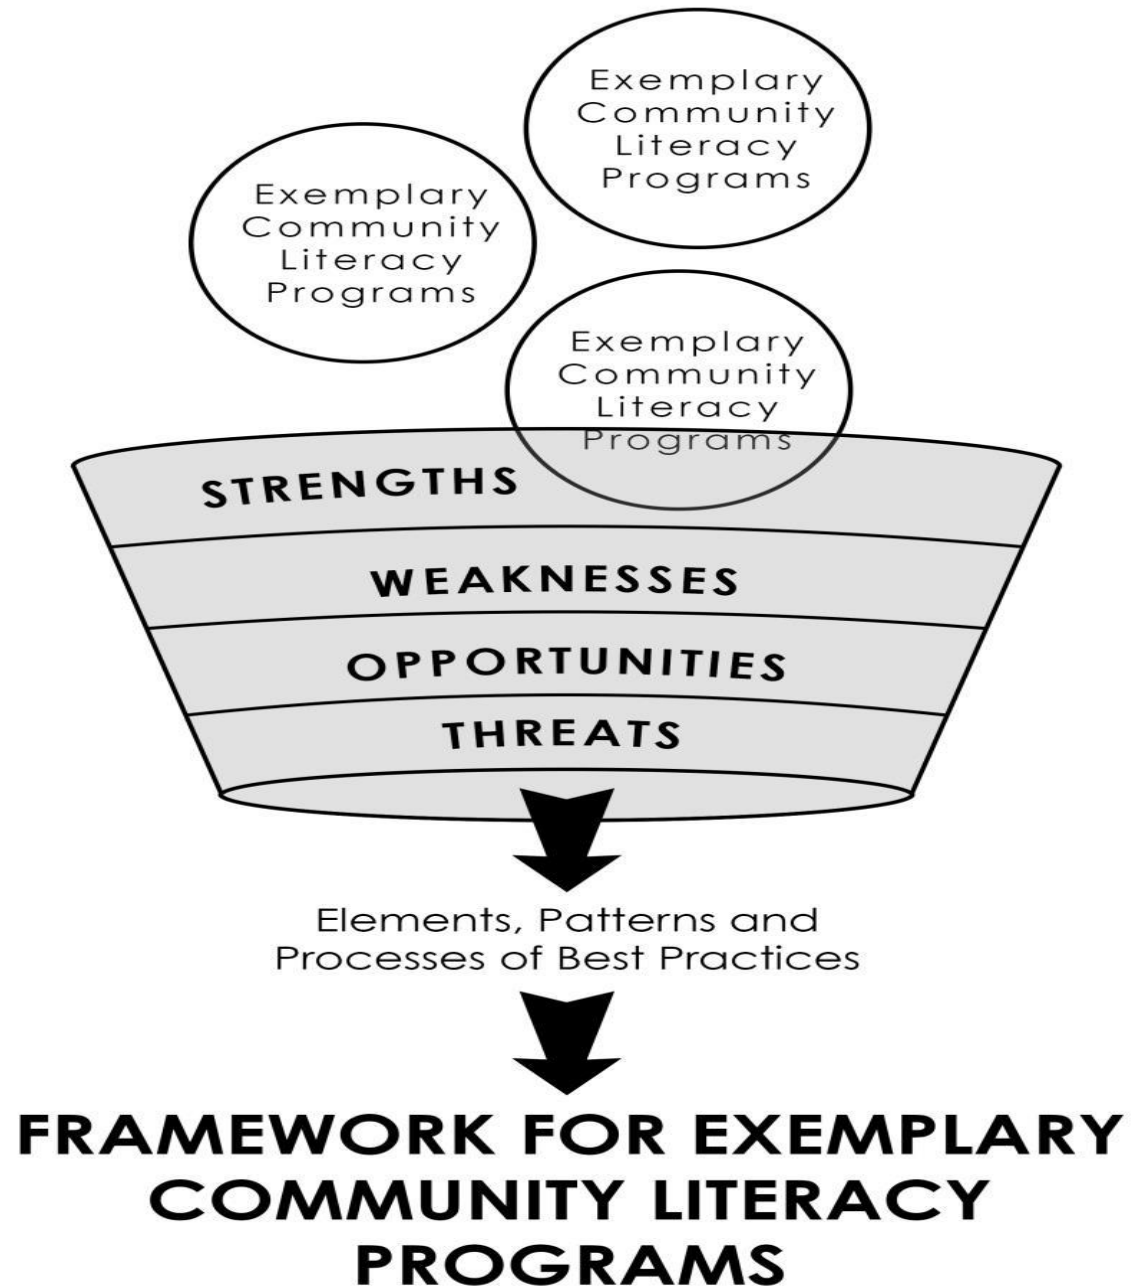 Exemplary
Community
Literacy
Programs
Exemplary
Community
Literacy
Programs
Exemplary
Community
Literacy
Programs
STRENGTHS
WEAKNESSES
OPPORTUNITIES
THREATS
Elements, Patterns and
Processes of Best Practices
FRAMEWORK FOR EXEMPLARY
COMMUNITY LITERACY
PROGRAMS